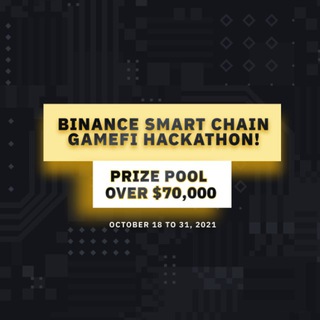 BINANCE SMART CHAIN
GAMEFI HACKATHON!
PRIZE POOL
OVER $70,000
OCTOBER 18 TO 31, 2021